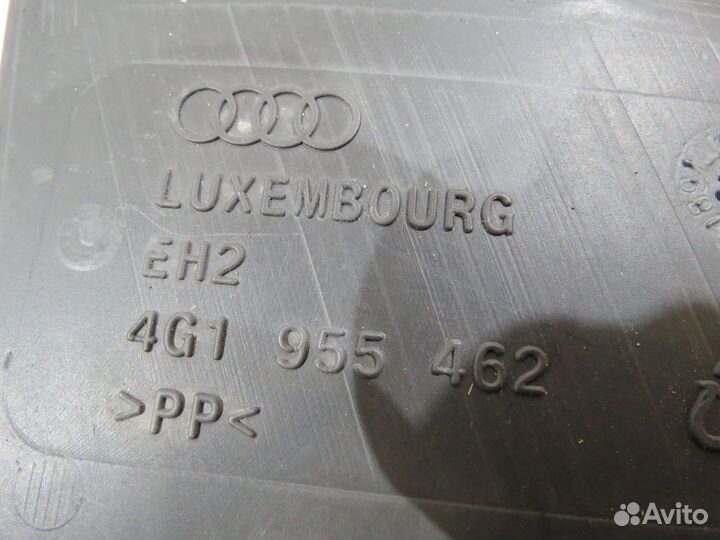 LUXEMBOURG
EH2
4G1 955 462
>PP<
Avito